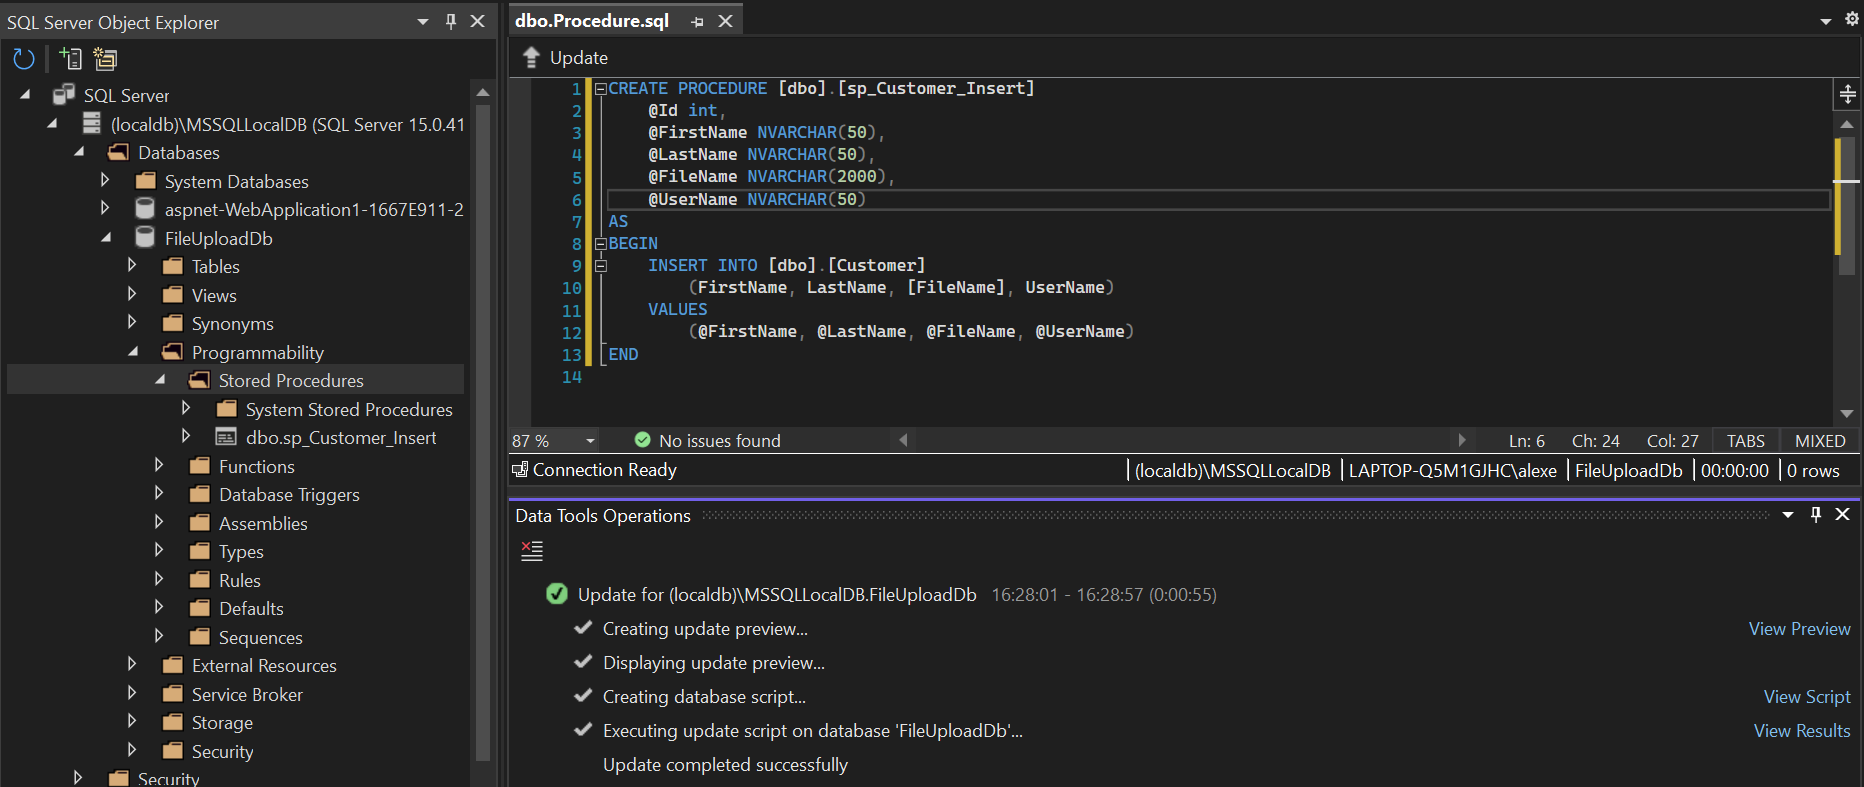 SQL Server Object Explorer
SQL Server
(localdb)\MSSQLLocalDB (SQL Server 15.0.41
Databases
System Databases
aspnet-WebApplication1-1667E911-2
FileUploadDb
Tables
Views
Synonyms
Programmability
Stored Procedures
System Stored Procedures
dbo.sp_Customer_Insert
Functions
Database Triggers
Assemblies
Types
Rules
Defaults
Sequences
External Resources
Service Broker
Storage
Security
Security
dbo.Procedure.sql
Update
1 CREATE PROCEDURE [dbo].[sp_Customer_Insert]
2 @Id int,
3 @FirstName NVARCHAR(50),
4 @LastName NVARCHAR(50),
5 @FileName NVARCHAR(2000),
6 @UserName NVARCHAR(50)
7 AS
8 BEGIN
9 INSERT INTO [dbo].[Customer]
10 (FirstName, LastName, [FileName], UserName)
11 VALUES
12 (@FirstName, @LastName, @FileName, @UserName)
13 END
14
87 % No issues found Ln: 6 Ch: 24 Col: 27 TABS MIXED
Connection Ready (localdb)\MSSQLLocalDB LAPTOP-Q5M1GJHC\alexe FileUploadDb 00:00:00 0 rows
Data Tools Operations
Update for (localdb)\MSSQLLocalDB.FileUploadDb 16:28:01 - 16:28:57 (0:00:55)
Creating update preview... View Preview
Displaying update preview...
Creating database script... View Script
Executing update script on database 'FileUploadDb'... View Results
Update completed successfully